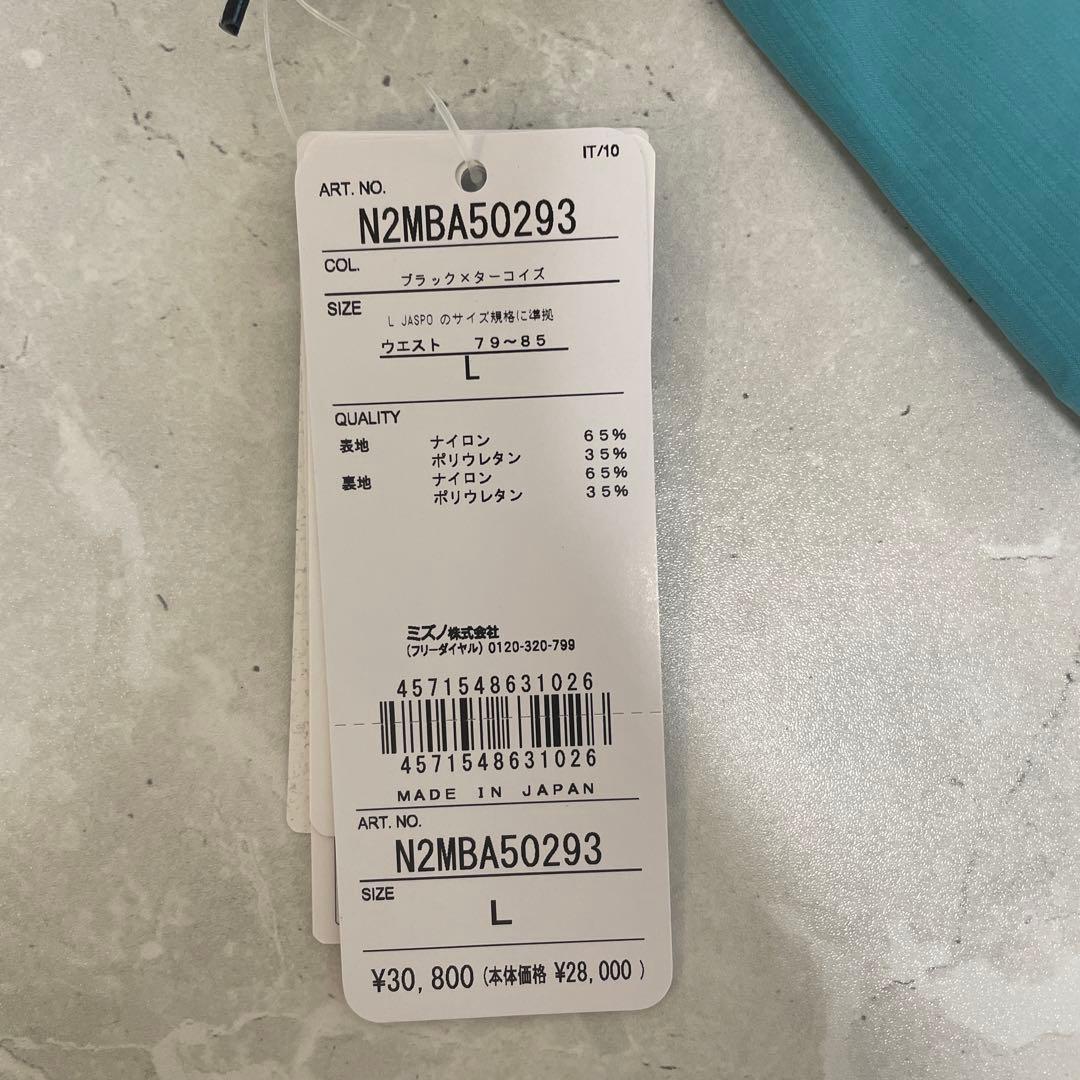 IT/10
ART. NO.
N2MBA50293
COL.
ブラック×ターコイズ
SIZE
L JASPO のサイズ規格に準拠
ウエスト 79～85
L
QUALITY
表地 ナイロン 65%
ポリウレタン 35%
裏地 ナイロン 65%
ポリウレタン 35%
ミズノ株式会社
(フリーダイヤル) 0120-320-799
4571548631026
4571548631026
MADE IN JAPAN
ART. NO.
N2MBA50293
SIZE
L
¥30,800 (本体価格 ¥28,000 )